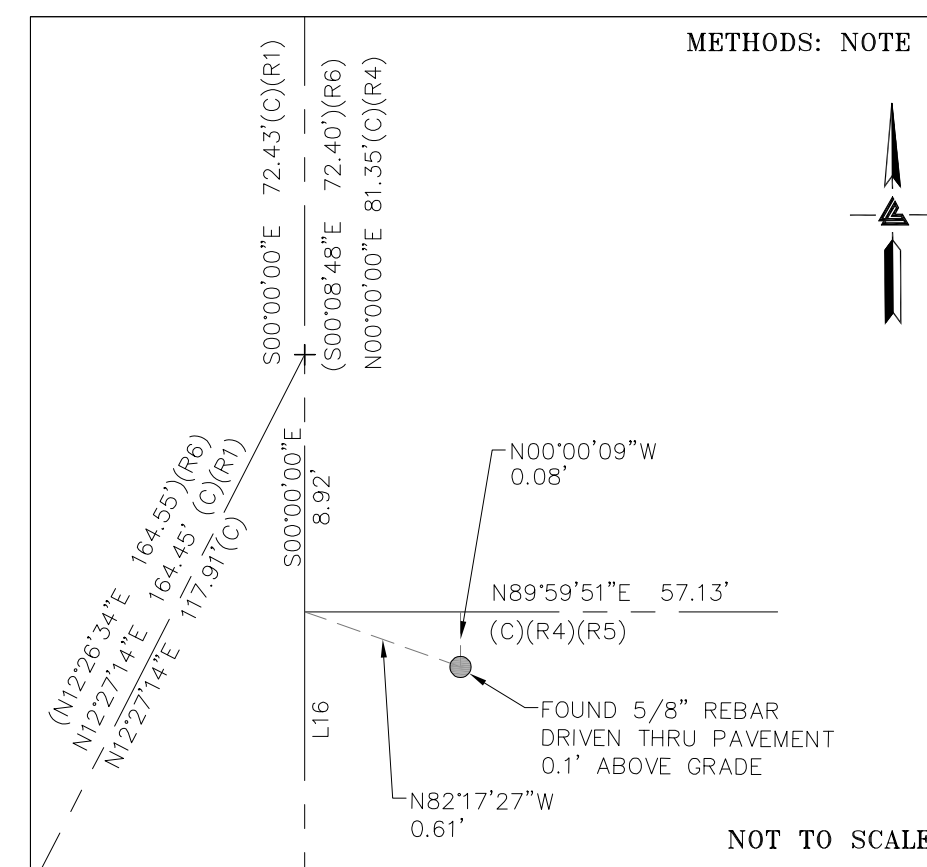 METHODS: NOTE
S00°00'00"E 72.43'(C)(R1)
(S00°08'48"E 72.40')(R6)
N00°00'00"E 81.35'(C)(R4)
(N12°26'34"E 164.55')(R6)
N12°27'14"E 164.45' (C)(R1)
N12°27'14"E 117.91'(C)
S00°00'00"E
8.92'
N00°00'09"W
0.08'
N89°59'51"E 57.13'
(C)(R4)(R5)
L16
FOUND 5/8" REBAR
DRIVEN THRU PAVEMENT
0.1' ABOVE GRADE
N82°17'27"W
0.61'
NOT TO SCALE